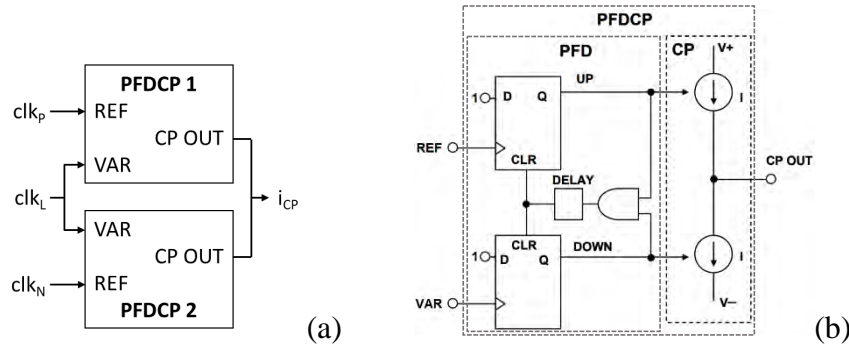 PFDCP 1
clkP
REF
CP OUT
VAR
clkL
iCP
VAR
CP OUT
clkN
REF
PFDCP 2
(a)
PFDCP
PFD
CP
V+
UP
1
D
Q
I
REF
CLR
DELAY
CP OUT
CLR
DOWN
1
D
Q
I
VAR
V−
(b)